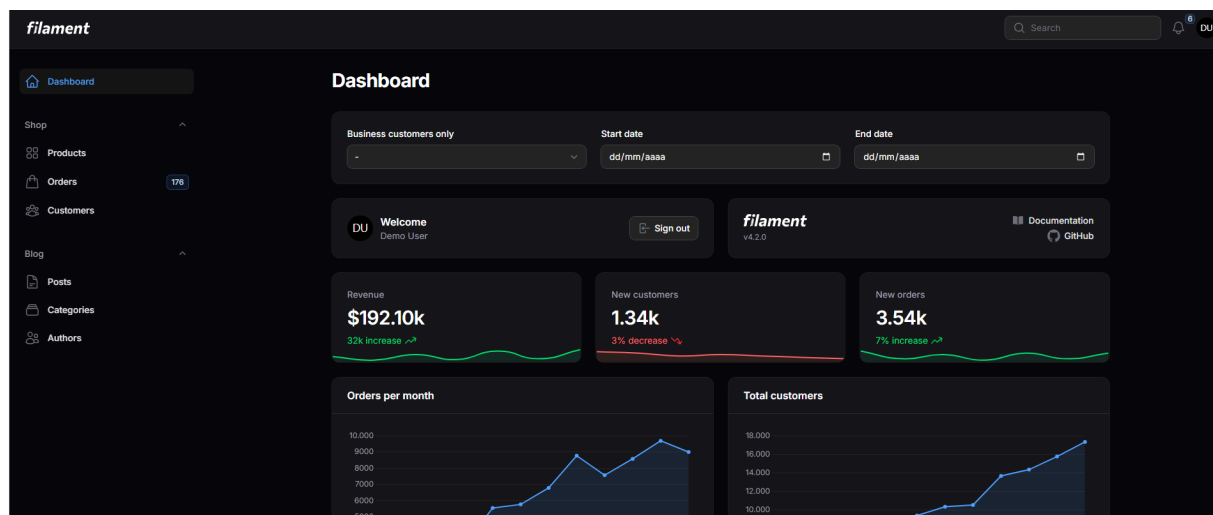 filament
Search
6
DU
Dashboard
Shop
Products
Orders
176
Customers
Blog
Posts
Categories
Authors
Dashboard
Business customers only
Start date
End date
-
dd/mm/aaaa
dd/mm/aaaa
DU
Welcome
Demo User
Sign out
filament
v4.2.0
Documentation
GitHub
Revenue
$192.10k
32k increase
New customers
1.34k
3% decrease
New orders
3.54k
7% increase
Orders per month
10.000
9000
8000
7000
6000
5000
Total customers
18.000
16.000
14.000
12.000
10.000